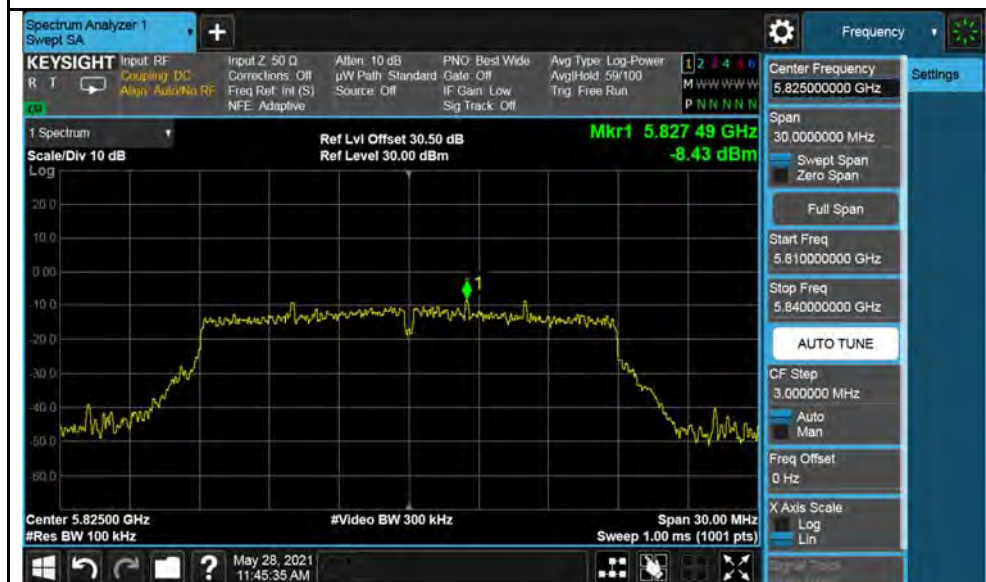 Spectrum Analyzer 1
Swept SA
+
Frequency
KEYSIGHT
R T
Input: RF
Coupling: DC
Align: Auto/No RF
Input Z: 50 Ω
Corrections: Off
Freq Ref: Int (S)
NFE: Adaptive
Atten: 10 dB
µW Path: Standard
Source: Off
PNO: Best Wide
Gate: Off
IF Gain: Low
Sig Track: Off
Avg Type: Log-Power
Avg|Hold: 59/100
Trig: Free Run
1 2 3 4 5 6
M W W W W W
P N N N N N
1 Spectrum
Scale/Div 10 dB
Log
Ref Lvl Offset 30.50 dB
Ref Level 30.00 dBm
Mkr1 5.827 49 GHz
-8.43 dBm
20.0
10.0
0.00
-10.0
-20.0
-30.0
-40.0
-50.0
-60.0
1
Center 5.82500 GHz
#Res BW 100 kHz
#Video BW 300 kHz
Span 30.00 MHz
Sweep 1.00 ms (1001 pts)
Center Frequency
5.825000000 GHz
Settings
Span
30.0000000 MHz
Swept Span
Zero Span
Full Span
Start Freq
5.810000000 GHz
Stop Freq
5.840000000 GHz
AUTO TUNE
CF Step
3.000000 MHz
Auto
Man
Freq Offset
0 Hz
X Axis Scale
Log
Lin
Signal Track
?
May 28, 2021
11:45:35 AM